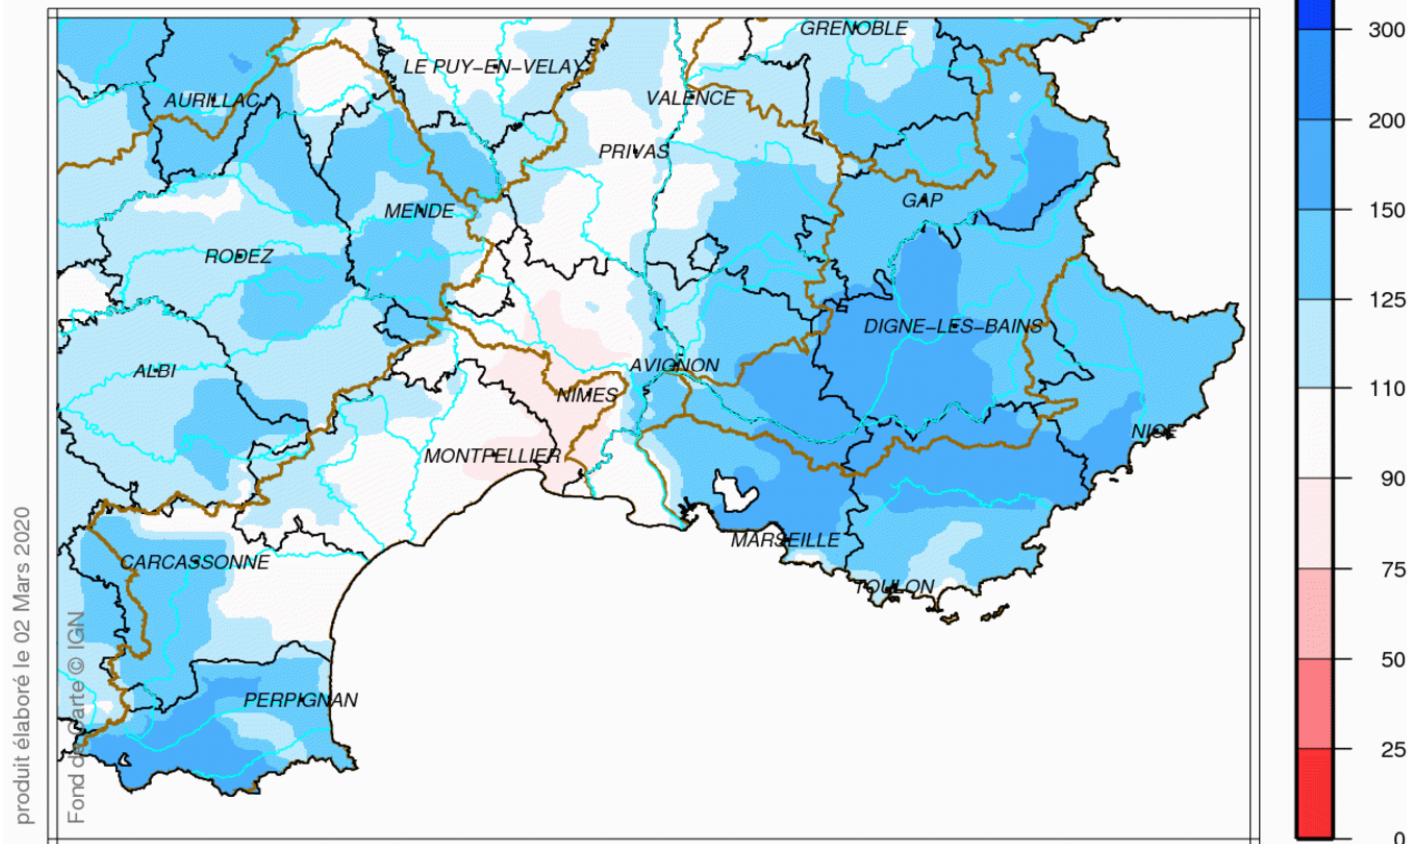 GRENOBLE
LE PUY-EN-VELAY
AURILLAC
VALENCE
PRIVAS
MENDE
GAP
RODEZ
DIGNE-LES-BAINS
ALBI
AVIGNON
NIMES
NICE
MONTPELLIER
MARSEILLE
CARCASSONNE
TOULON
PERPIGNAN
300
200
150
125
110
90
75
50
25
0
produit élaboré le 02 Mars 2020
Fond de Carte © IGN